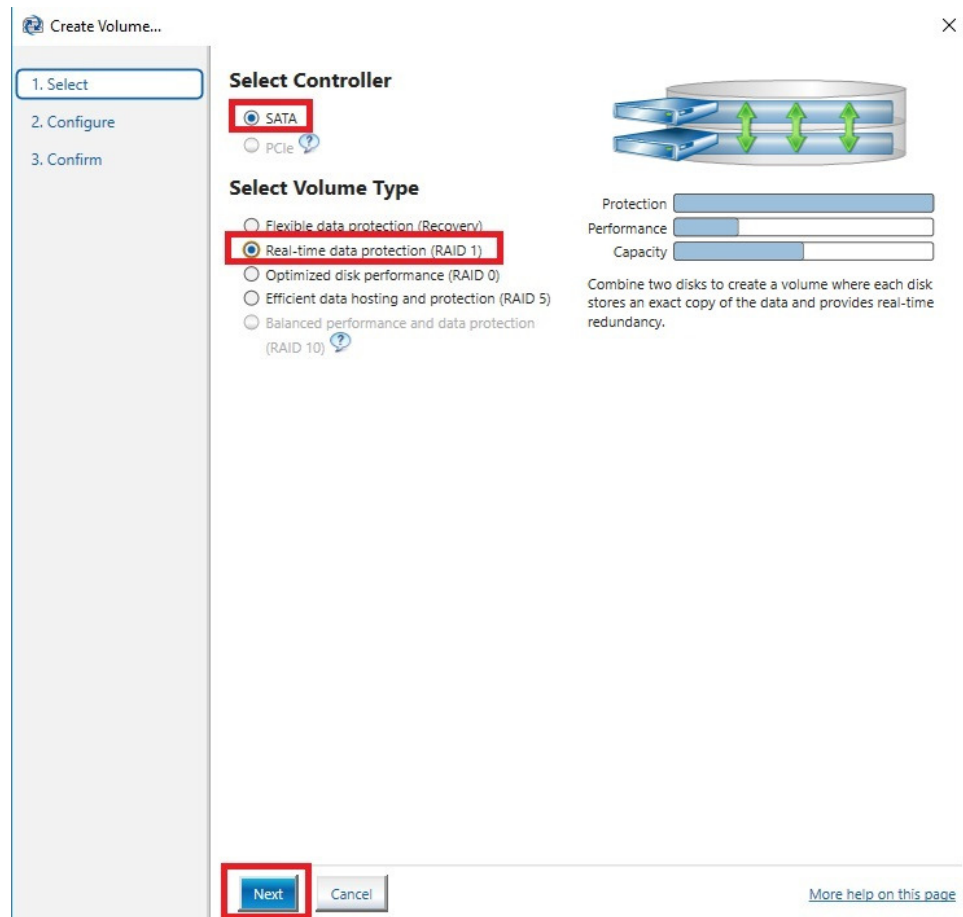 Create Volume...
1. Select
2. Configure
3. Confirm
Select Controller
SATA
PCIe
Select Volume Type
Flexible data protection (Recovery)
Real-time data protection (RAID 1)
Optimized disk performance (RAID 0)
Efficient data hosting and protection (RAID 5)
Balanced performance and data protection
(RAID 10)
Protection
Performance
Capacity
Combine two disks to create a volume where each disk
stores an exact copy of the data and provides real-time
redundancy.
Next
Cancel
More help on this page